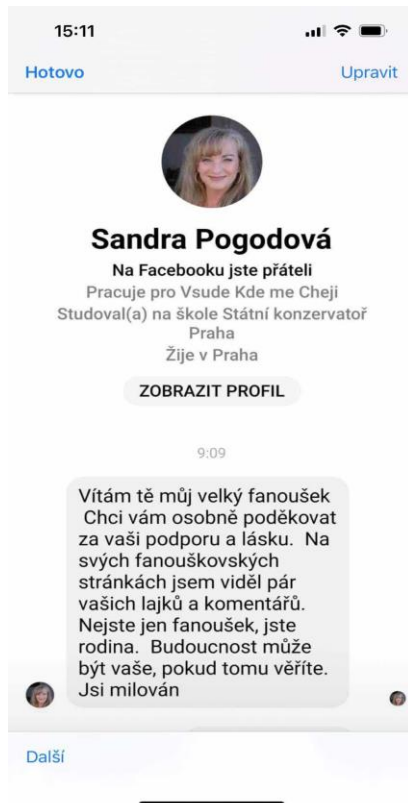 15:11
Hotovo Upravit
Sandra Pogodová
Na Facebooku jste přáteli
Pracuje pro Vsude Kde me Cheji
Studoval(a) na škole Státní konzervatoř
Praha
Žije v Praha
ZOBRAZIT PROFIL
9:09
Vítám tě můj velký fanoušek
Chci vám osobně poděkovat
za vaši podporu a lásku. Na
svých fanouškovských
stránkách jsem viděl pár
vašich lajků a komentářů.
Nejste jen fanoušek, jste
rodina. Budoucnost může
být vaše, pokud tomu věříte.
Jsi milován
Další